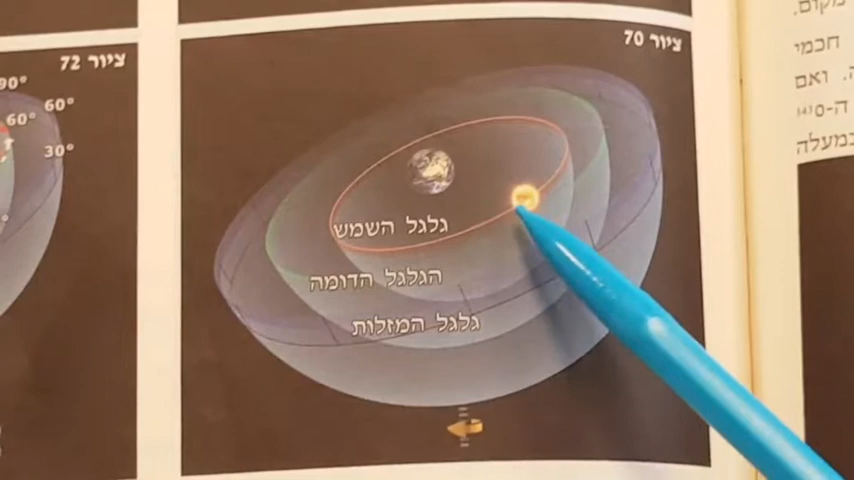 מקום.
חכמי
ה. ואם
במעלה
ציור 70
גלגל השמש
הגלגל הדומה
גלגל המזלות
ציור 72
90°
60°
60°
30°